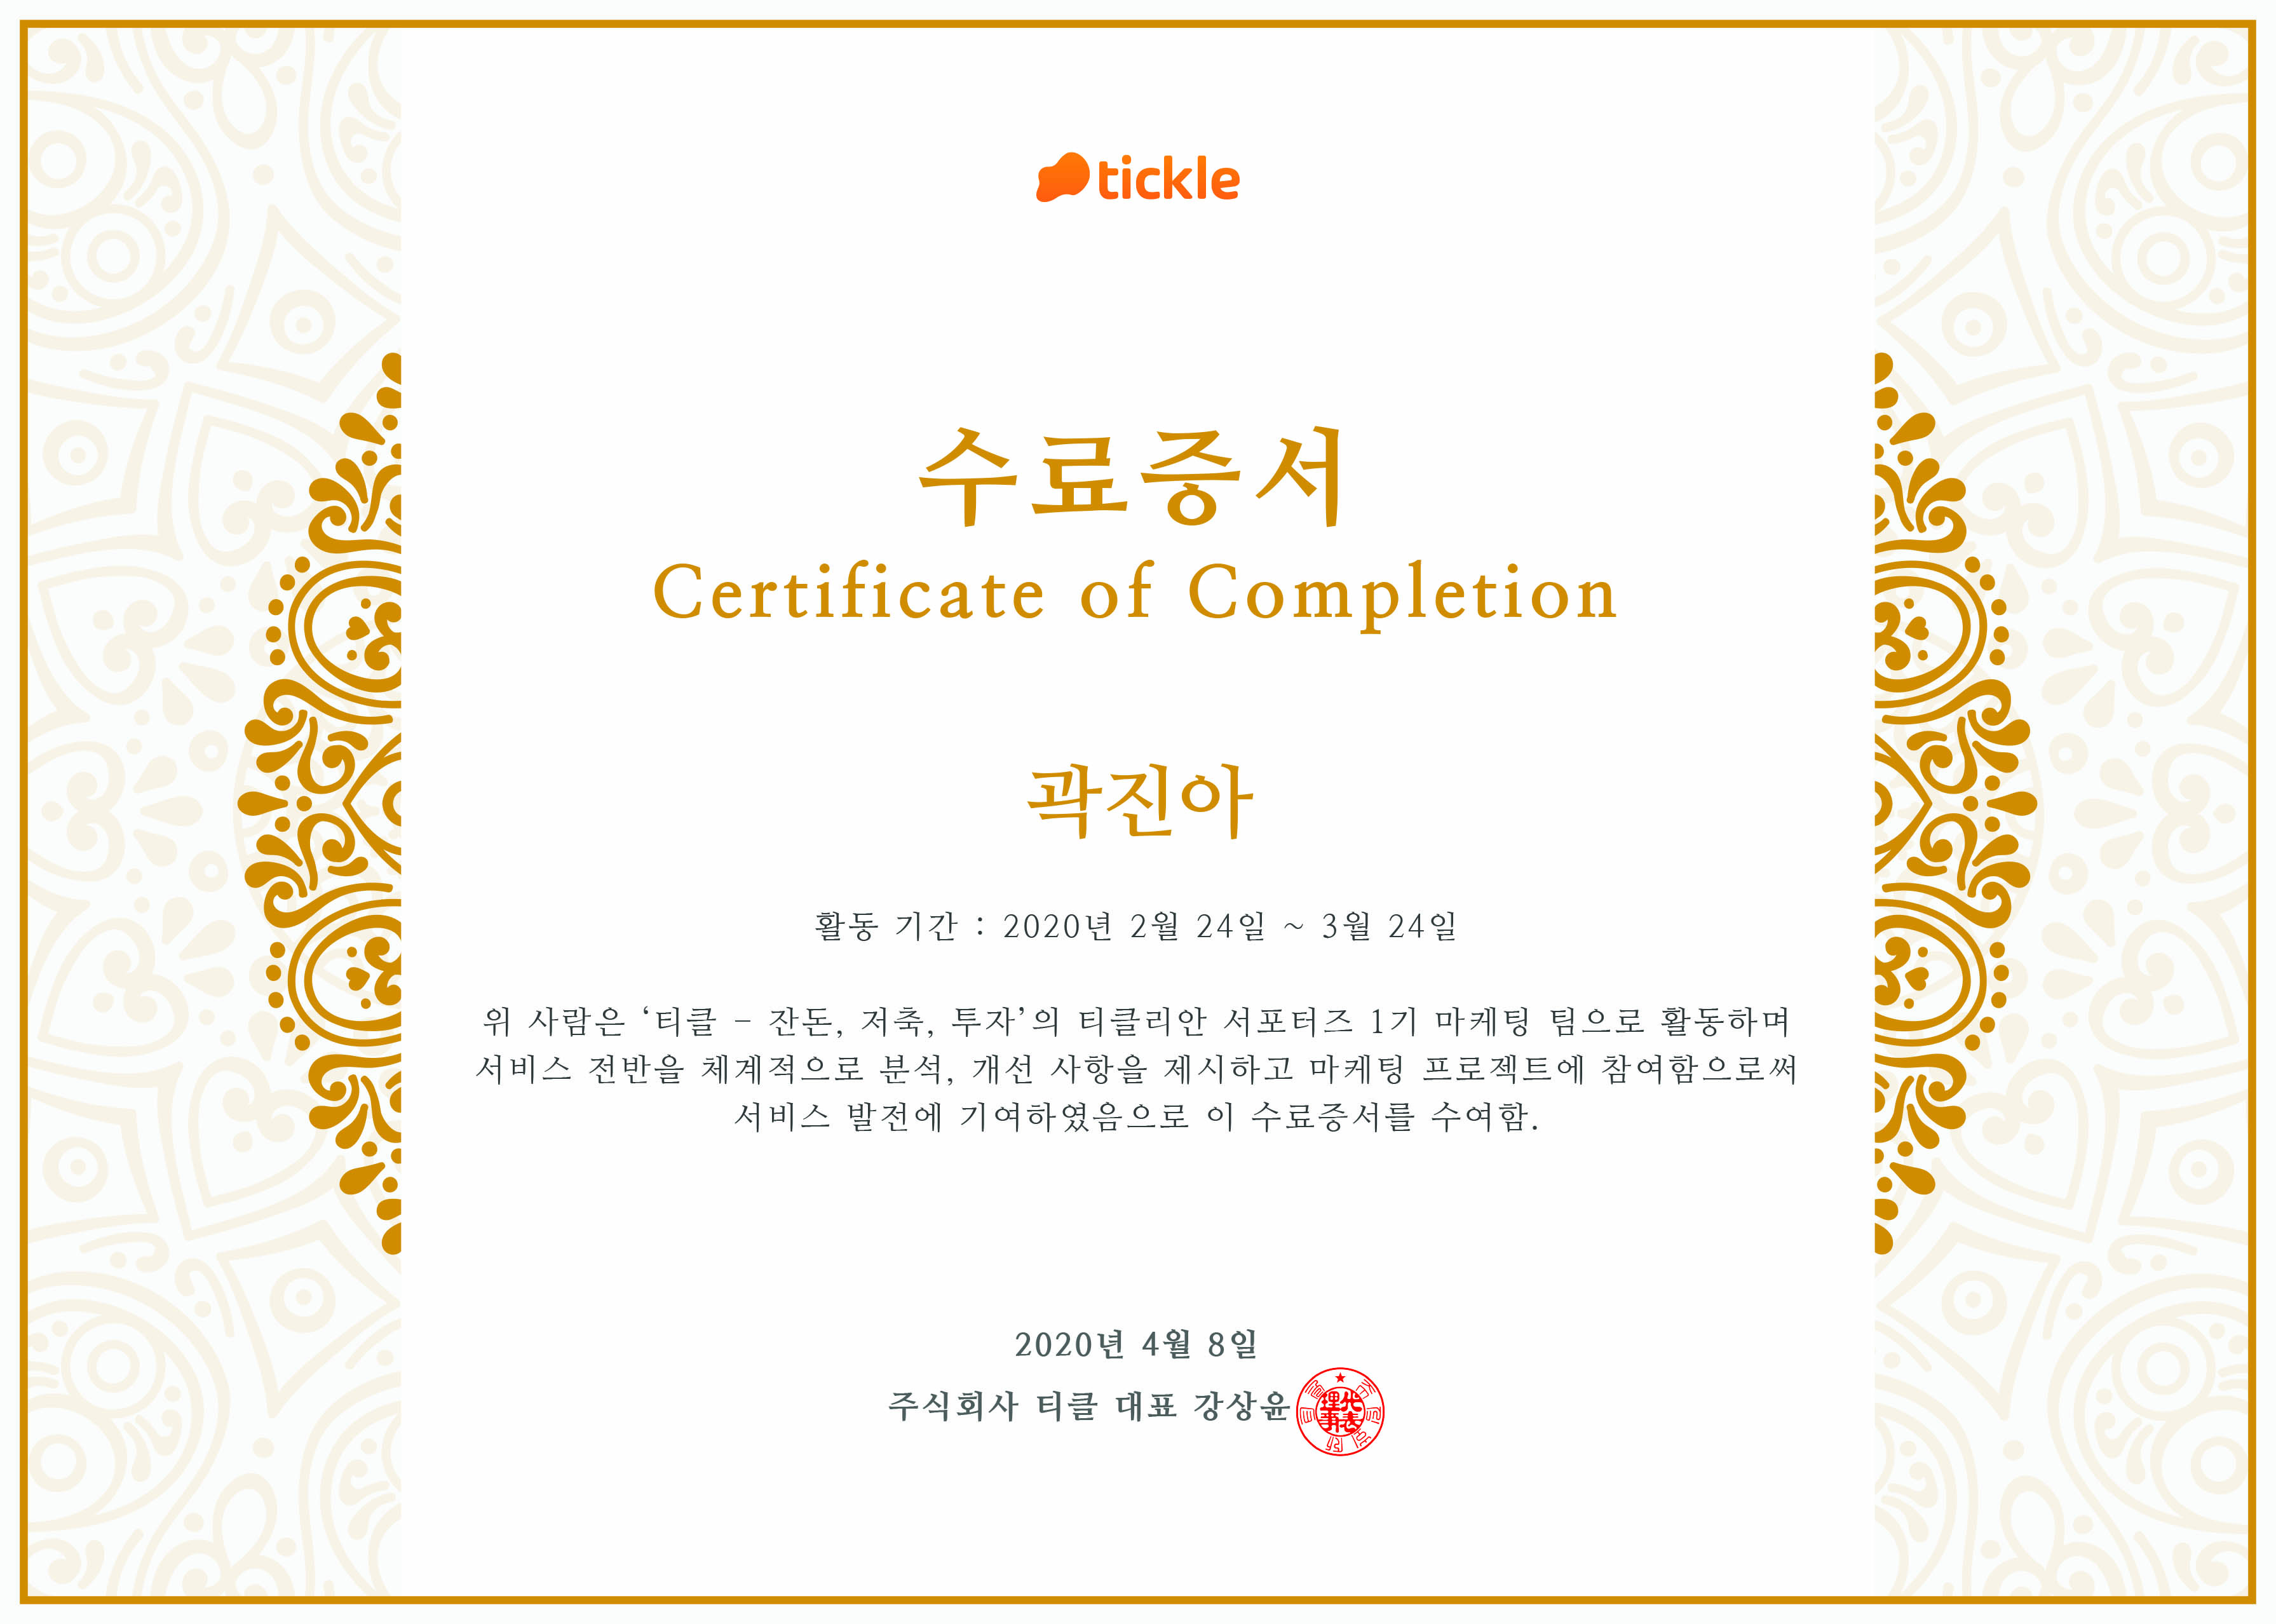 tickle
수료증서
Certificate of Completion
곽진아
활동 기간 : 2020년 2월 24일 ~ 3월 24일
위 사람은 ‘티클 – 잔돈, 저축, 투자’의 티클리안 서포터즈 1기 마케팅 팀으로 활동하며
서비스 전반을 체계적으로 분석, 개선 사항을 제시하고 마케팅 프로젝트에 참여함으로써
서비스 발전에 기여하였음으로 이 수료증서를 수여함.
2020년 4월 8일
주식회사 티클 대표 강상윤